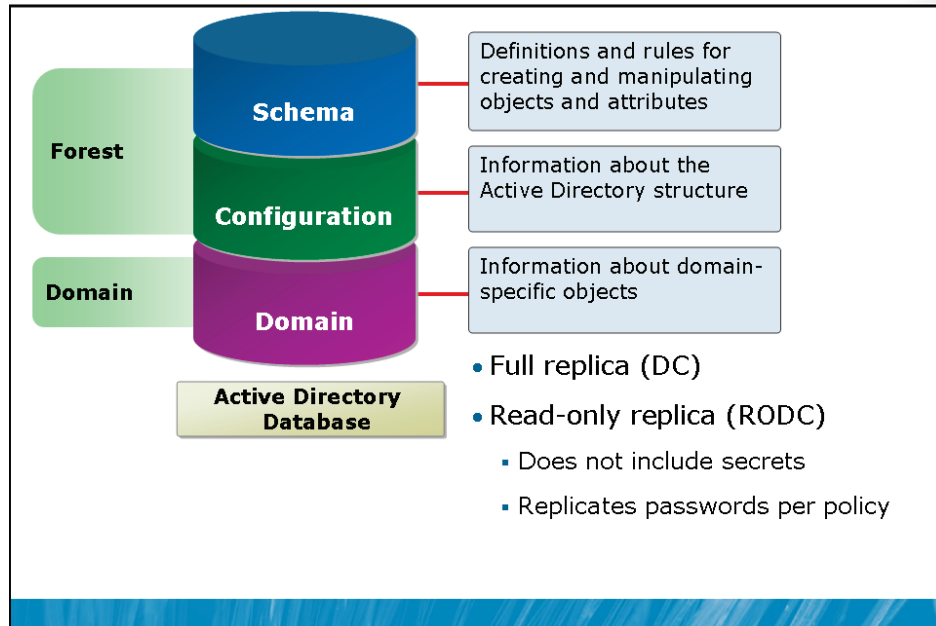 Forest
Schema
Definitions and rules for
creating and manipulating
objects and attributes
Configuration
Information about the
Active Directory structure
Domain
Domain
Information about domain-
specific objects
Active Directory
Database
• Full replica (DC)
• Read-only replica (RODC)
▪ Does not include secrets
▪ Replicates passwords per policy